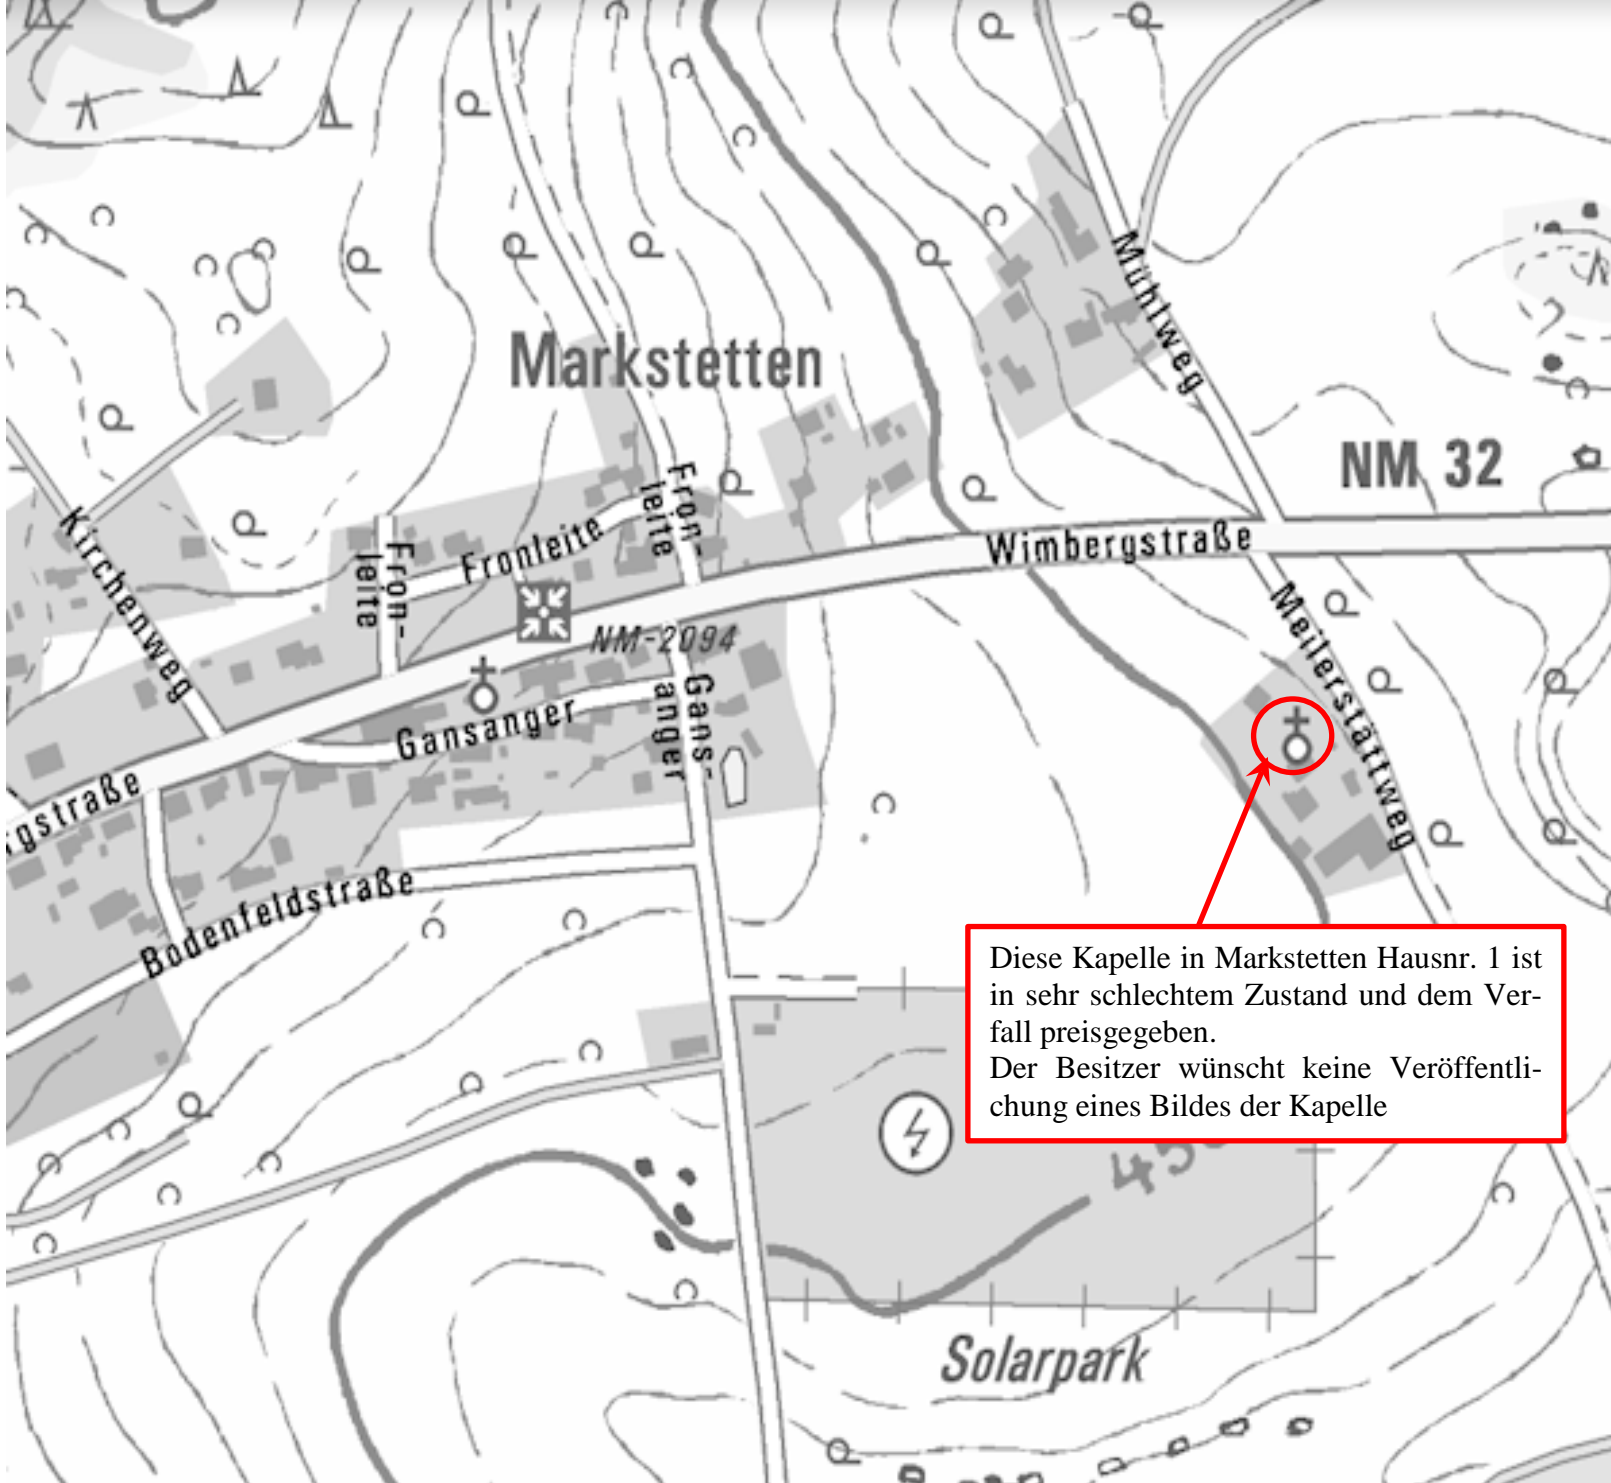 Markstetten
Mühlweg
NM 32
Fron-
leite
Fronleite
Fron-
leite
Wimbergstraße
Kirchenweg
NM-2094
Meilerstättweg
Gans-
anger
Gansanger
rgstraße
Bodenfeldstraße
Diese Kapelle in Markstetten Hausnr. 1 ist
in sehr schlechtem Zustand und dem Ver-
fall preisgegeben.
Der Besitzer wünscht keine Veröffentli-
chung eines Bildes der Kapelle
Solarpark